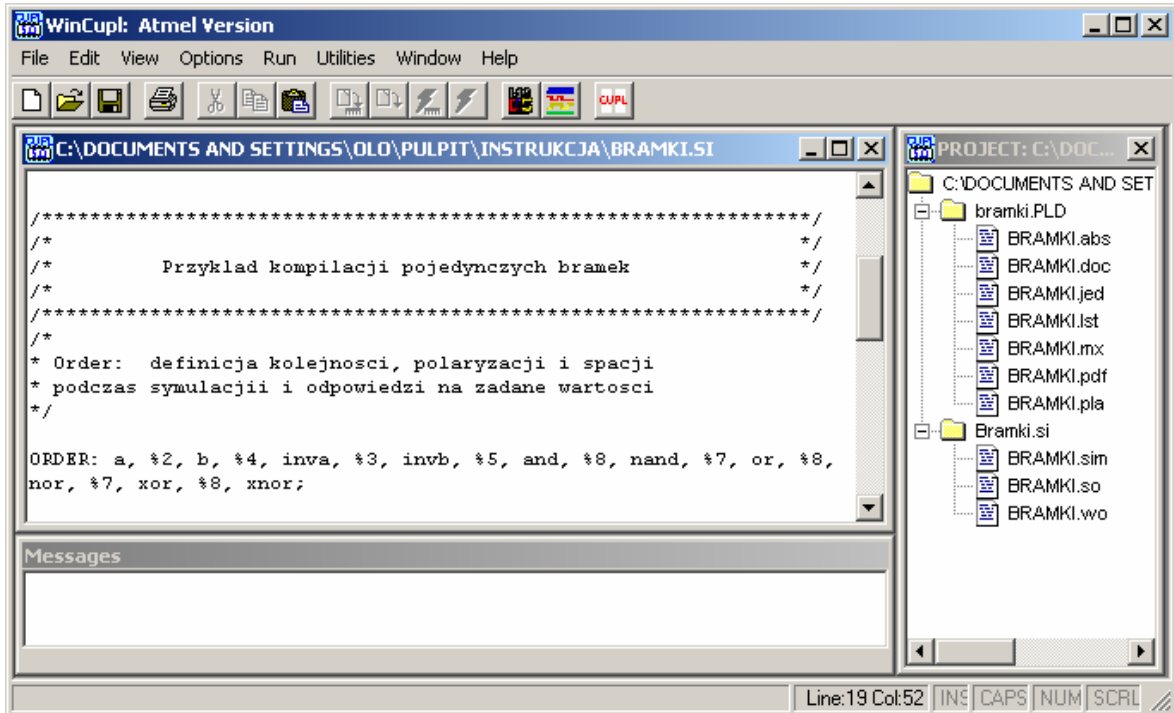 WinCupl: Atmel Version
File Edit View Options Run Utilities Window Help
CUPL
C:\DOCUMENTS AND SETTINGS\OLO\PULPIT\INSTRUKCJA\BRAMKI.SI
/****************************************************************/
/* */
/* Przyklad kompilacji pojedynczych bramek */
/* */
/****************************************************************/
/*
* Order: definicja kolejnosci, polaryzacji i spacji
* podczas symulacjii i odpowiedzi na zadane wartosci
*/
ORDER: a, %2, b, %4, inva, %3, invb, %5, and, %8, nand, %7, or, %8,
nor, %7, xor, %8, xnor;
Messages
PROJECT: C:\DOC...
C:\DOCUMENTS AND SET
bramki.PLD
BRAMKI.abs
BRAMKI.doc
BRAMKI.jed
BRAMKI.lst
BRAMKI.mx
BRAMKI.pdf
BRAMKI.pla
Bramki.si
BRAMKI.sim
BRAMKI.so
BRAMKI.wo
Line:19 Col:52 INS CAPS NUM SCRL